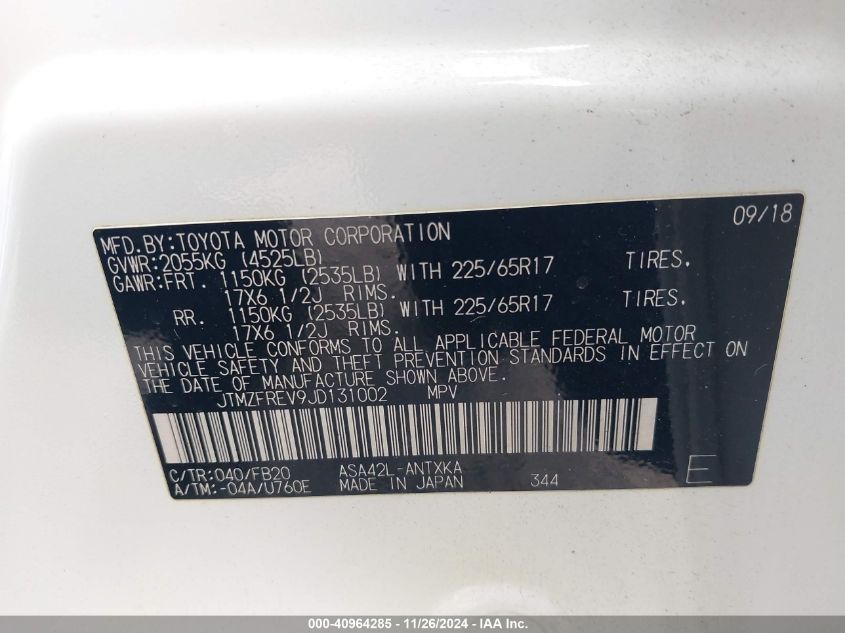 09/18
MFD.BY:TOYOTA MOTOR CORPORATION
GVWR:2055KG (4525LB)
GAWR:FRT. 1150KG (2535LB) WITH 225/65R17 TIRES.
17X6 1/2J RIMS.
RR. 1150KG (2535LB) WITH 225/65R17 TIRES.
17X6 1/2J RIMS.
THIS VEHICLE CONFORMS TO ALL APPLICABLE FEDERAL MOTOR
VEHICLE SAFETY AND THEFT PREVENTION STANDARDS IN EFFECT ON
THE DATE OF MANUFACTURE SHOWN ABOVE.
JTMZFREV9JD131002 MPV
C/TR:040/FB20 ASA42L-ANTXKA
A/TM:-04A/U760E MADE IN JAPAN 344 E
000-40964285 - 11/26/2024 - IAA Inc.